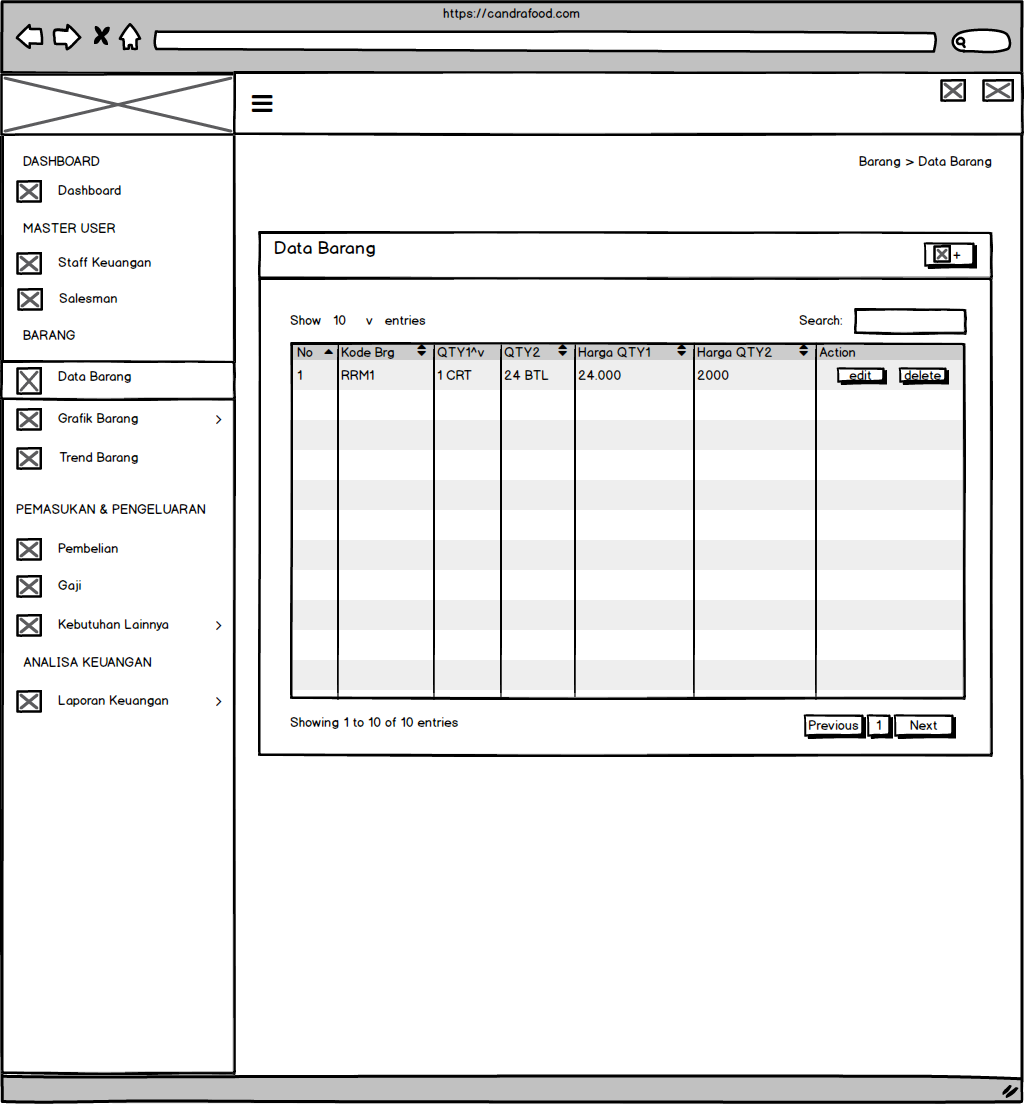 https://candrafood.com
DASHBOARD
Dashboard
MASTER USER
Staff Keuangan
Salesman
BARANG
Data Barang
Grafik Barang >
Trend Barang
PEMASUKAN & PENGELUARAN
Pembelian
Gaji
Kebutuhan Lainnya >
ANALISA KEUANGAN
Laporan Keuangan >
Barang > Data Barang
Data Barang
+
Show 10 v entries
Search:
No Kode Brg QTY1^v QTY2 Harga QTY1 Harga QTY2 Action
1 RRM1 1 CRT 24 BTL 24.000 2000 edit delete
Showing 1 to 10 of 10 entries
Previous 1 Next